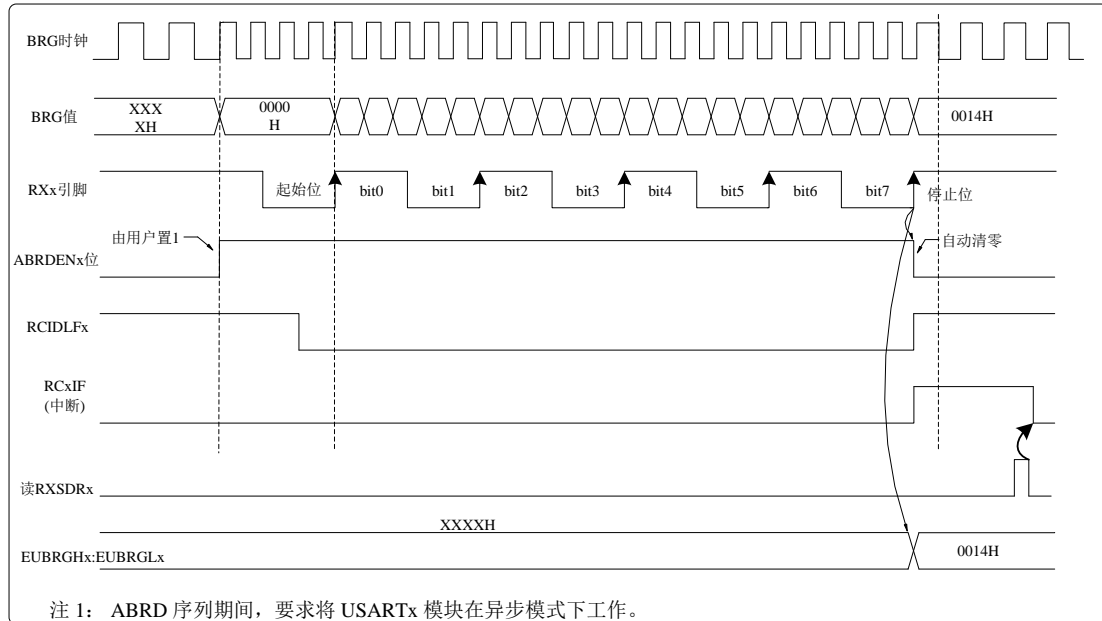 BRG时钟
BRG值
XXX
XH
0000
H
0014H
RXx引脚
起始位
bit0
bit1
bit2
bit3
bit4
bit5
bit6
bit7
停止位
由用户置1
自动清零
ABRDENx位
RCIDLFx
RCxIF
(中断)
读RXSDRx
XXXXH
EUBRGHx:EUBRGLx
0014H
注 1： ABRD 序列期间，要求将 USARTx 模块在异步模式下工作。